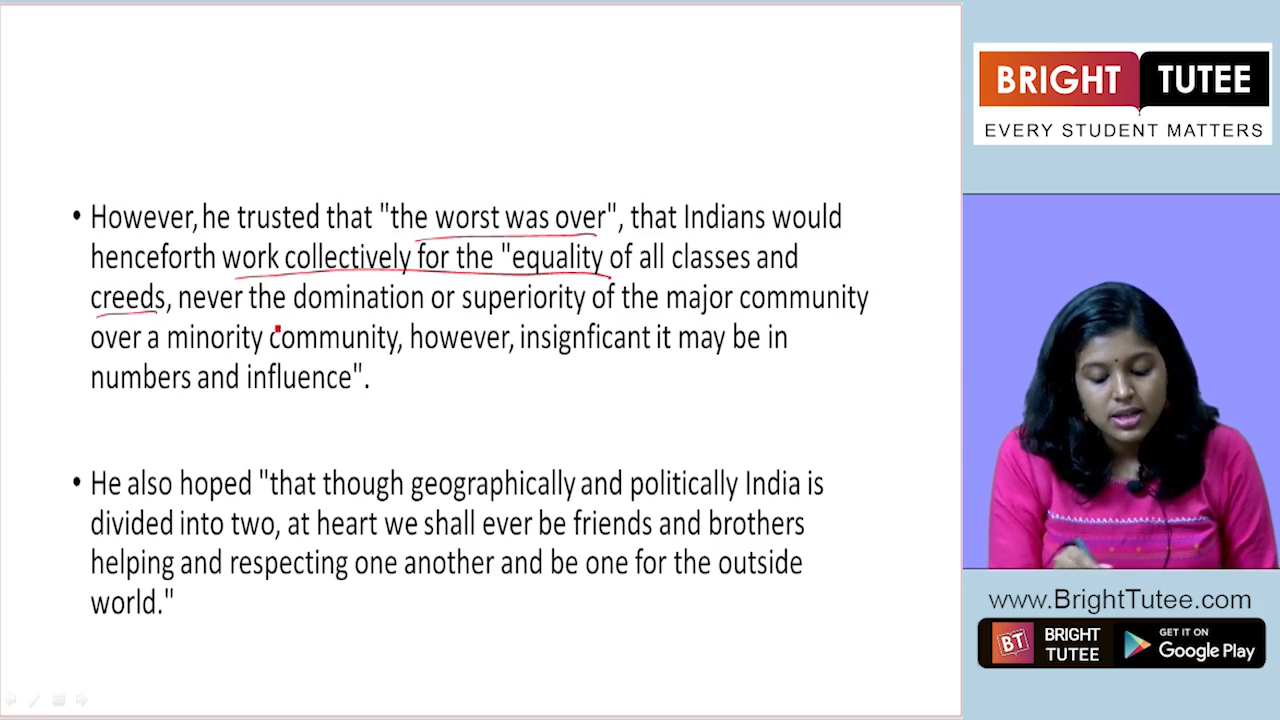 • However, he trusted that "the worst was over", that Indians would
henceforth work collectively for the "equality of all classes and
creeds, never the domination or superiority of the major community
over a minority community, however, insignficant it may be in
numbers and influence".
• He also hoped "that though geographically and politically India is
divided into two, at heart we shall ever be friends and brothers
helping and respecting one another and be one for the outside
world."
BRIGHT TUTEE
EVERY STUDENT MATTERS
www.BrightTutee.com
BT
BRIGHT
TUTEE
GET IT ON
Google Play